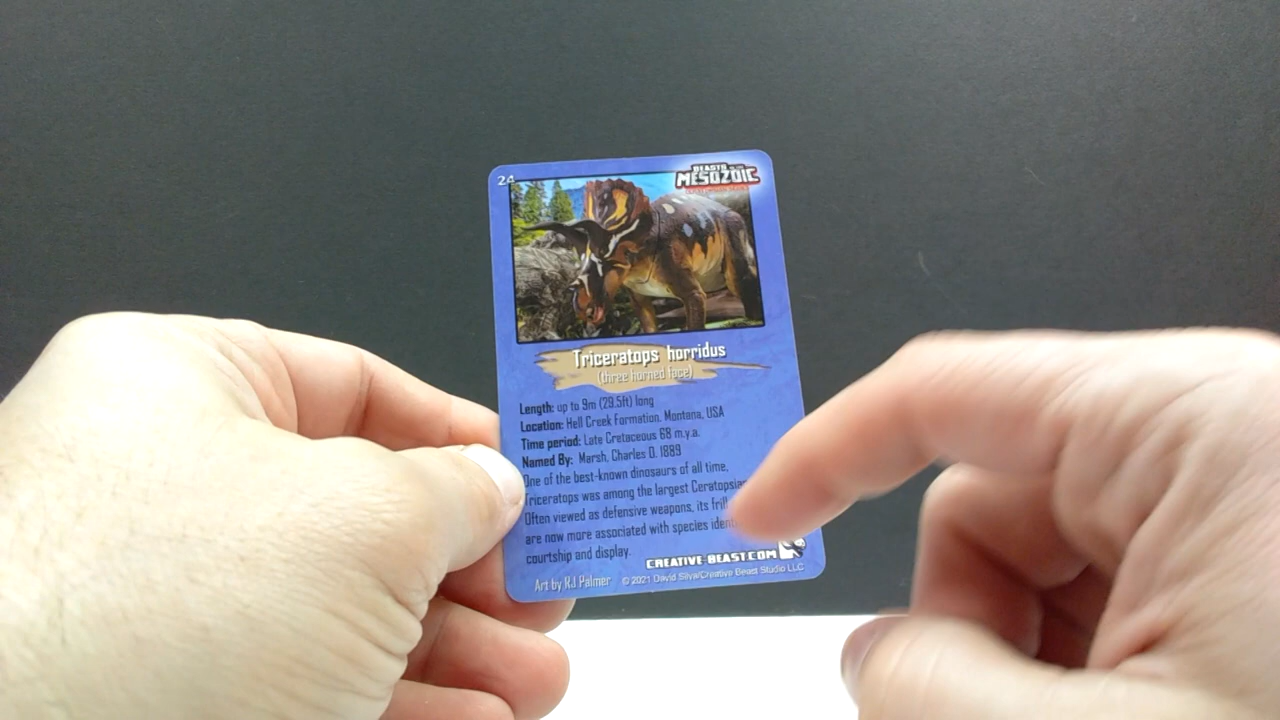 24
BEASTS OF THE
MESOZOIC
Triceratops horridus
(three horned face)
Length: up to 9m (29.5ft) long
Location: Hell Creek Formation, Montana, USA
Time period: Late Cretaceous 68 m.y.a.
Named By: Marsh, Charles O. 1889
One of the best-known dinosaurs of all time,
Triceratops was among the largest
Often viewed as defensive weapons, its
are now more associated with species
courtship and display.
CREATIVE-BEAST.COM
Art by RJ Palmer © 2021 David Silva/Creative Beast Studio LLC